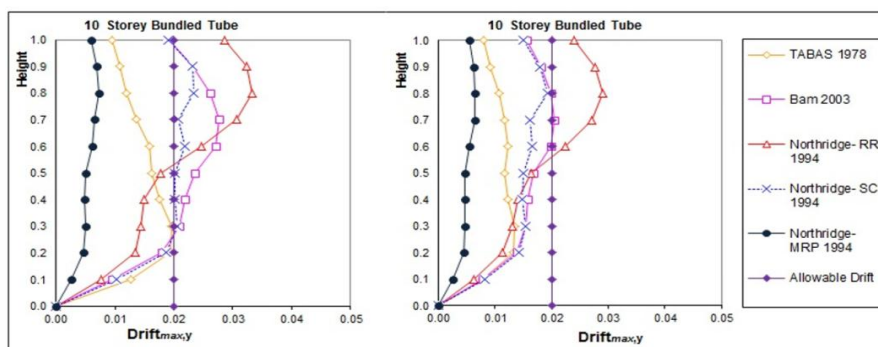 10 Storey Bundled Tube
Height
1.0
0.9
0.8
0.7
0.6
0.5
0.4
0.3
0.2
0.1
0.0
0.00 0.01 0.02 0.03 0.04 0.05
Driftmax,y
10 Storey Bundled Tube
Height
1.0
0.9
0.8
0.7
0.6
0.5
0.4
0.3
0.2
0.1
0.0
0.00 0.01 0.02 0.03 0.04 0.05
Driftmax,y
TABAS 1978
Bam 2003
Northridge- RR
1994
Northridge- SC
1994
Northridge-
MRP 1994
Allowable Drift